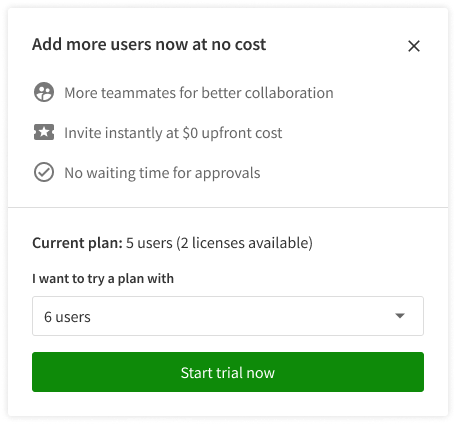 Add more users now at no cost
More teammates for better collaboration
Invite instantly at $0 upfront cost
No waiting time for approvals
Current plan: 5 users (2 licenses available)
I want to try a plan with
6 users
Start trial now